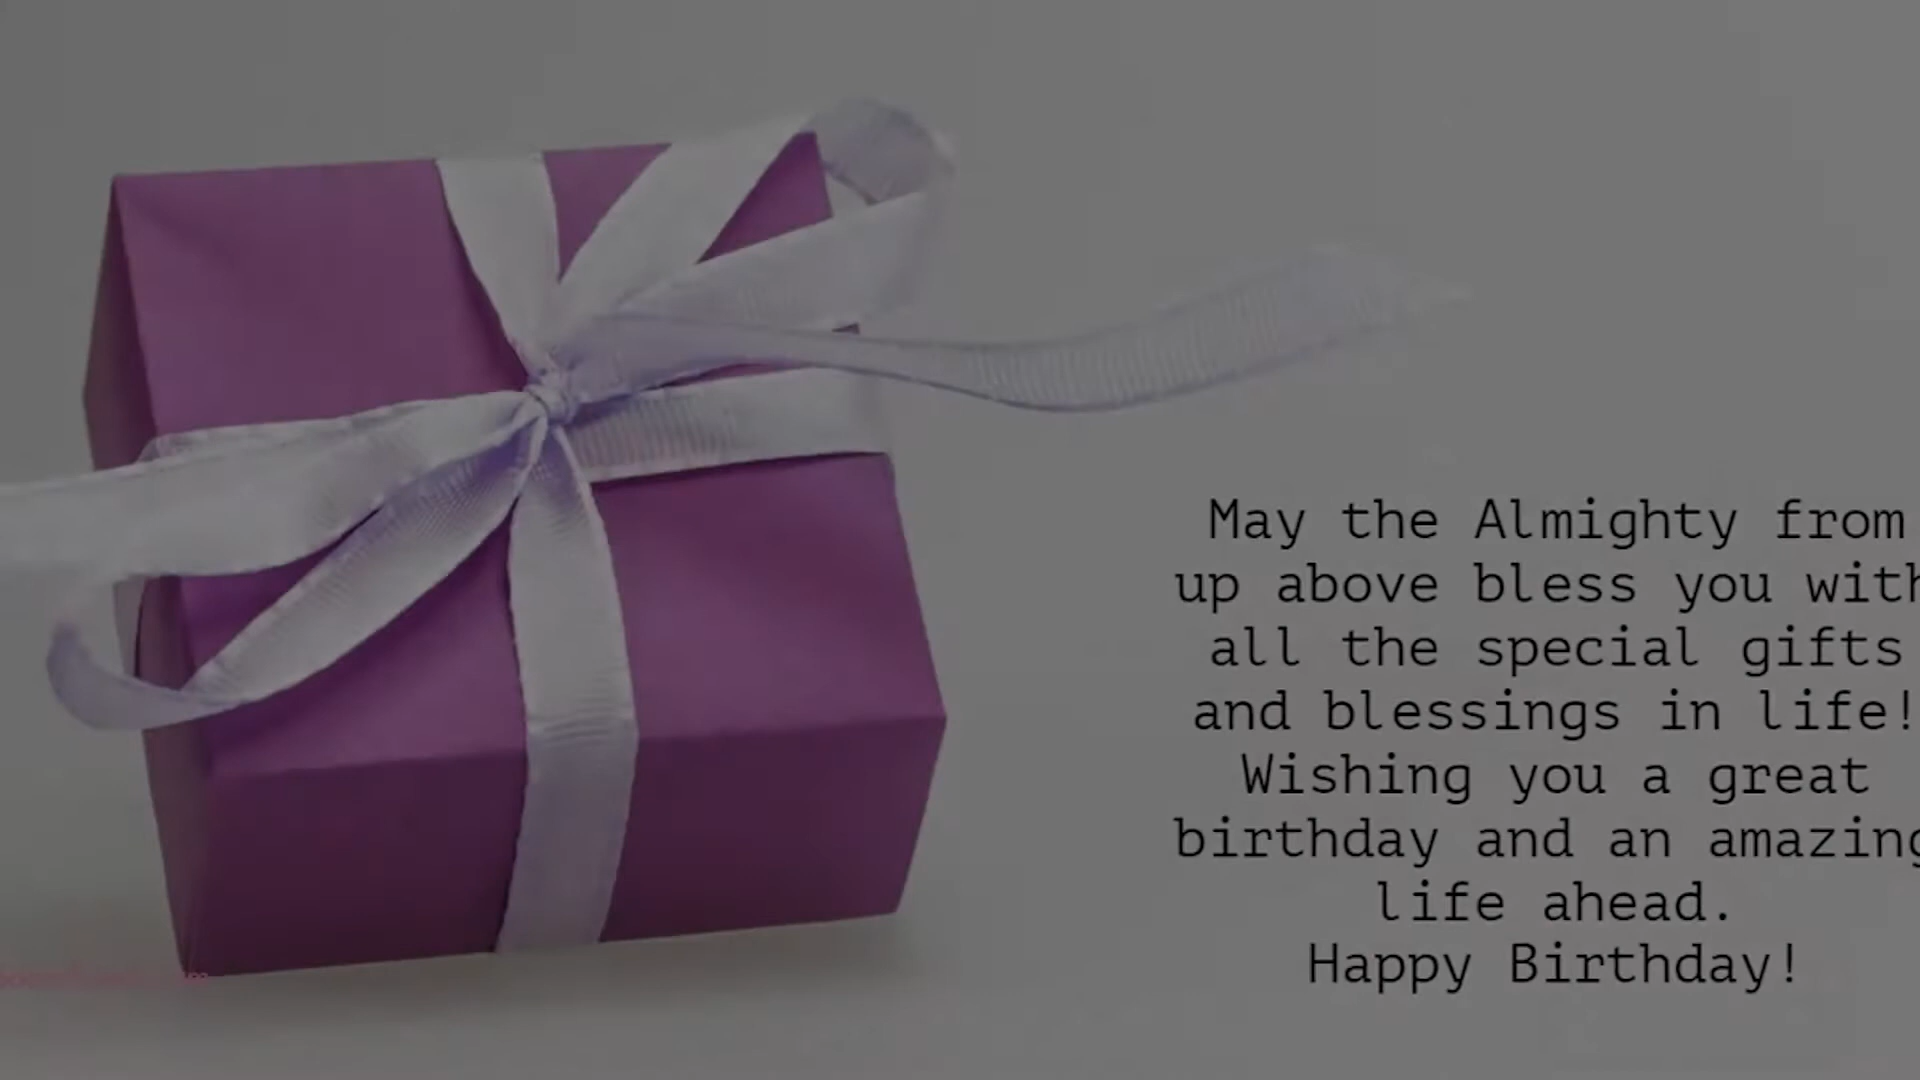 May the Almighty from
up above bless you with
all the special gifts
and blessings in life!
Wishing you a great
birthday and an amazing
life ahead.
Happy Birthday!